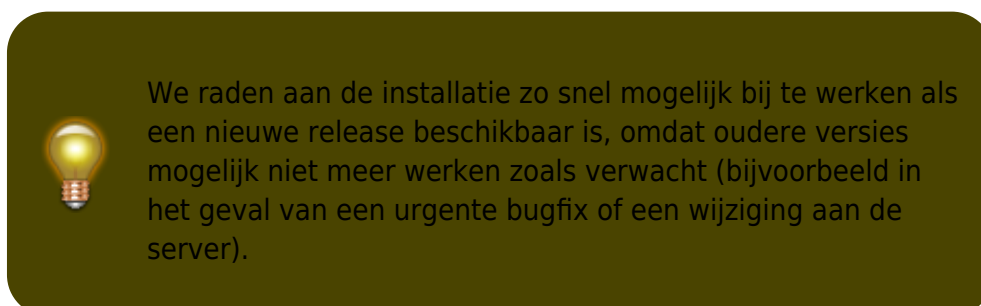 We raden aan de installatie zo snel mogelijk bij te werken als
een nieuwe release beschikbaar is, omdat oudere versies
mogelijk niet meer werken zoals verwacht (bijvoorbeeld in
het geval van een urgente bugfix of een wijziging aan de
server).